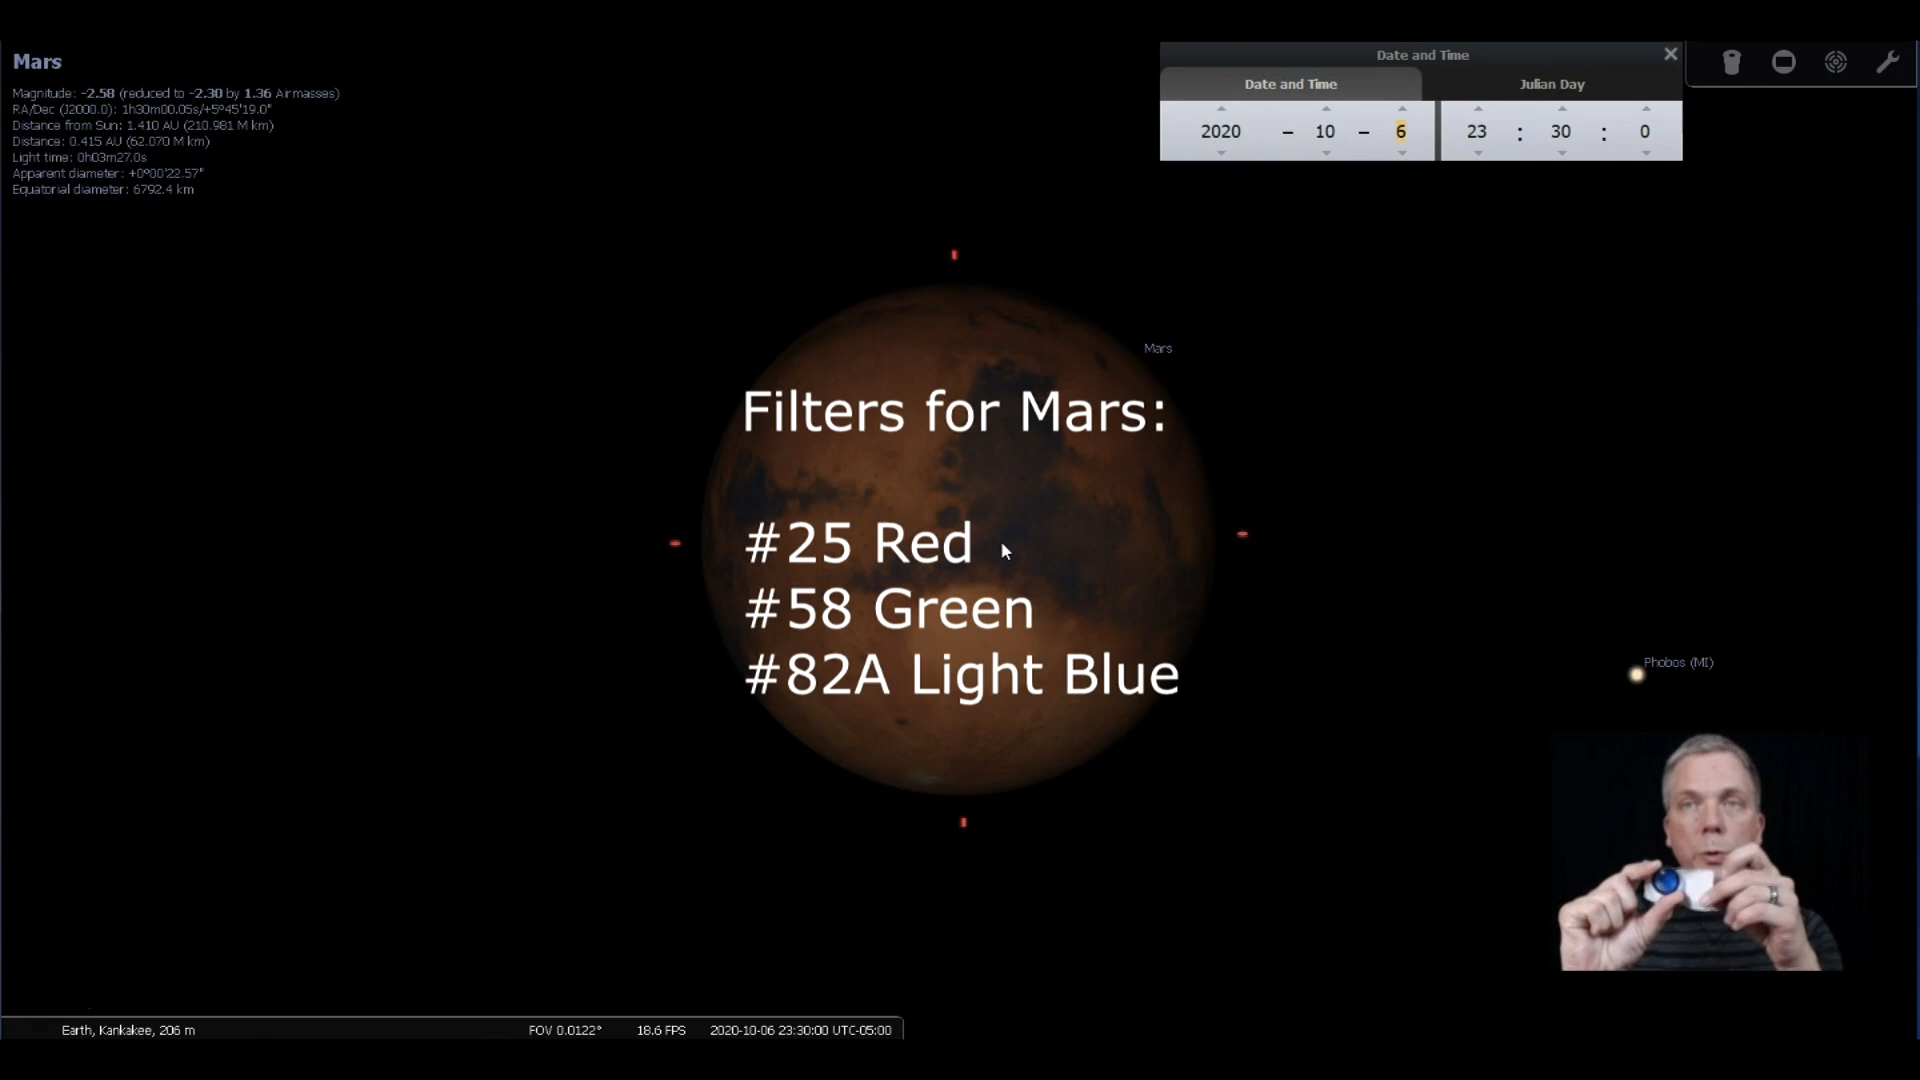 Mars
Magnitude: -2.58 (reduced to -2.30 by 1.36 Airmasses)
RA/Dec (J2000.0): 1h30m00.05s/+5°45'19.0"
Distance from Sun: 1.410 AU (210.981 M km)
Distance: 0.415 AU (62.070 M km)
Light time: 0h03m27.0s
Apparent diameter: +0°00'22.57"
Equatorial diameter: 6792.4 km
Date and Time
Date and Time Julian Day
2020 - 10 - 6 23 : 30 : 0
Mars
Filters for Mars:
#25 Red
#58 Green
#82A Light Blue
Phobos (MI)
Earth, Kankakee, 206 m FOV 0.0122° 18.6 FPS 2020-10-06 23:30:00 UTC-05:00